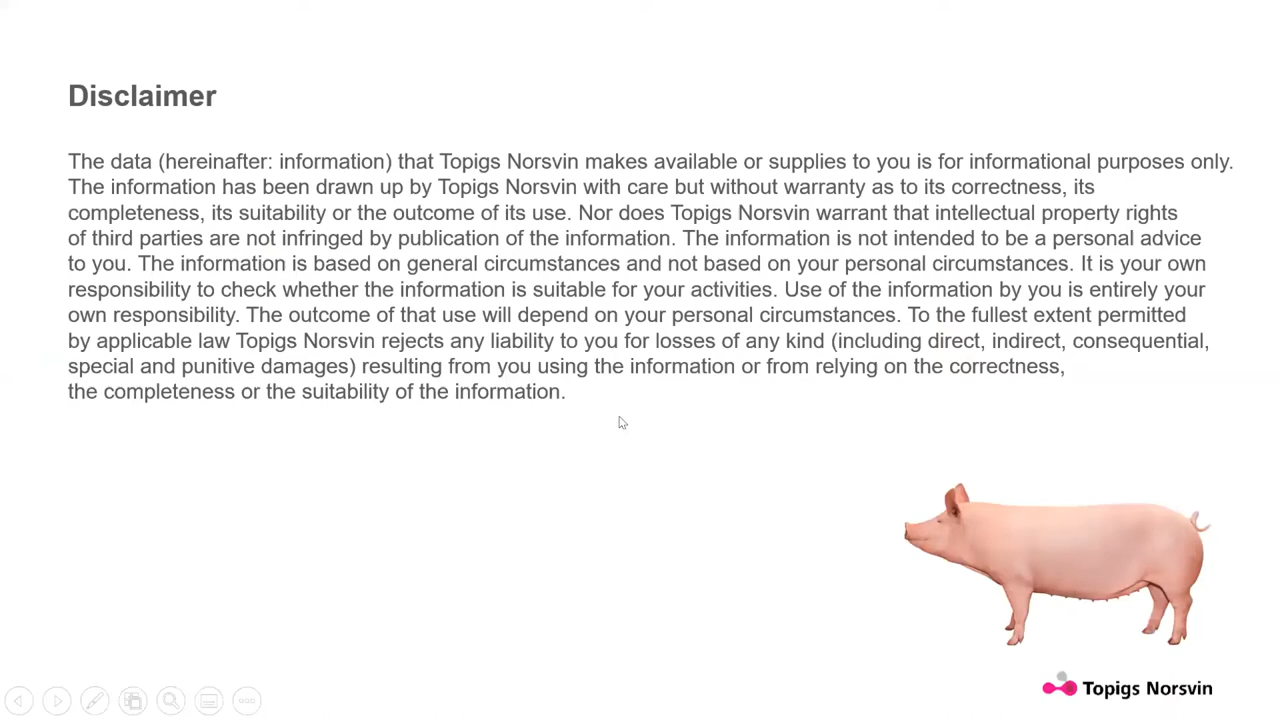 Disclaimer
The data (hereinafter: information) that Topigs Norsvin makes available or supplies to you is for informational purposes only.
The information has been drawn up by Topigs Norsvin with care but without warranty as to its correctness, its
completeness, its suitability or the outcome of its use. Nor does Topigs Norsvin warrant that intellectual property rights
of third parties are not infringed by publication of the information. The information is not intended to be a personal advice
to you. The information is based on general circumstances and not based on your personal circumstances. It is your own
responsibility to check whether the information is suitable for your activities. Use of the information by you is entirely your
own responsibility. The outcome of that use will depend on your personal circumstances. To the fullest extent permitted
by applicable law Topigs Norsvin rejects any liability to you for losses of any kind (including direct, indirect, consequential,
special and punitive damages) resulting from you using the information or from relying on the correctness,
the completeness or the suitability of the information.
Topigs Norsvin